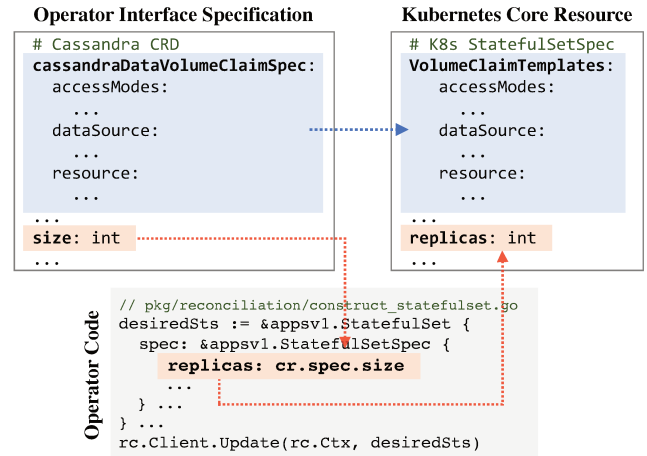 Operator Interface Specification
# Cassandra CRD
cassandraDataVolumeClaimSpec:
accessModes:
...
dataSource:
...
resource:
...
...
size: int
...
Kubernetes Core Resource
# K8s StatefulSetSpec
VolumeClaimTemplates:
accessModes:
...
dataSource:
...
resource:
...
...
replicas: int
...
Operator Code
// pkg/reconciliation/construct_statefulset.go
desiredSts := &appsv1.StatefulSet {
spec: &appsv1.StatefulSetSpec {
replicas: cr.spec.size
...
} ...
} ...
rc.Client.Update(rc.Ctx, desiredSts)